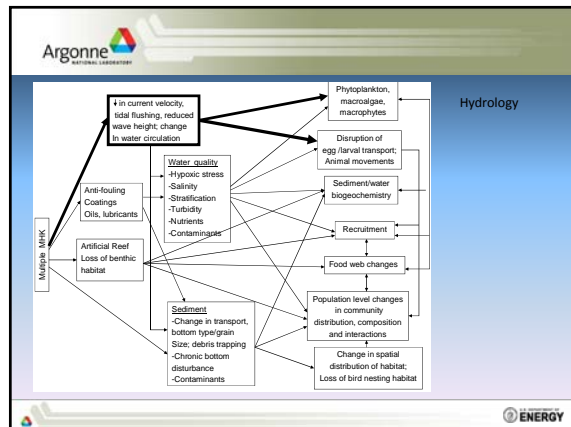 Argonne
NATIONAL LABORATORY
Hydrology
↓ in current velocity,
tidal flushing, reduced
wave height; change
In water circulation
Phytoplankton,
macroalgae,
macrophytes
Disruption of
egg /larval transport;
Animal movements
Water quality
-Hypoxic stress
-Salinity
-Stratification
-Turbidity
-Nutrients
-Contaminants
Sediment/water
biogeochemistry
Anti-fouling
Coatings
Oils, lubricants
Recruitment
Multiple MHK
Artificial Reef
Loss of benthic
habitat
Food web changes
Population level changes
in community
distribution, composition
and interactions
Sediment
-Change in transport,
bottom type/grain
Size; debris trapping
-Chronic bottom
disturbance
-Contaminants
Change in spatial
distribution of habitat;
Loss of bird nesting habitat
U.S. DEPARTMENT OF
ENERGY